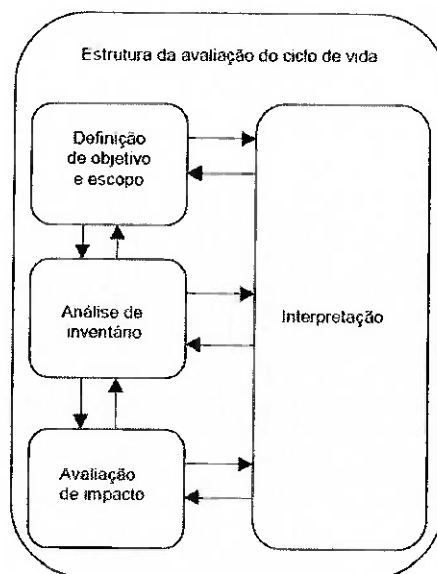 Estrutura da avaliação do ciclo de vida
Definição
de objetivo
e escopo
Análise de
inventário
Interpretação
Avaliação
de impacto